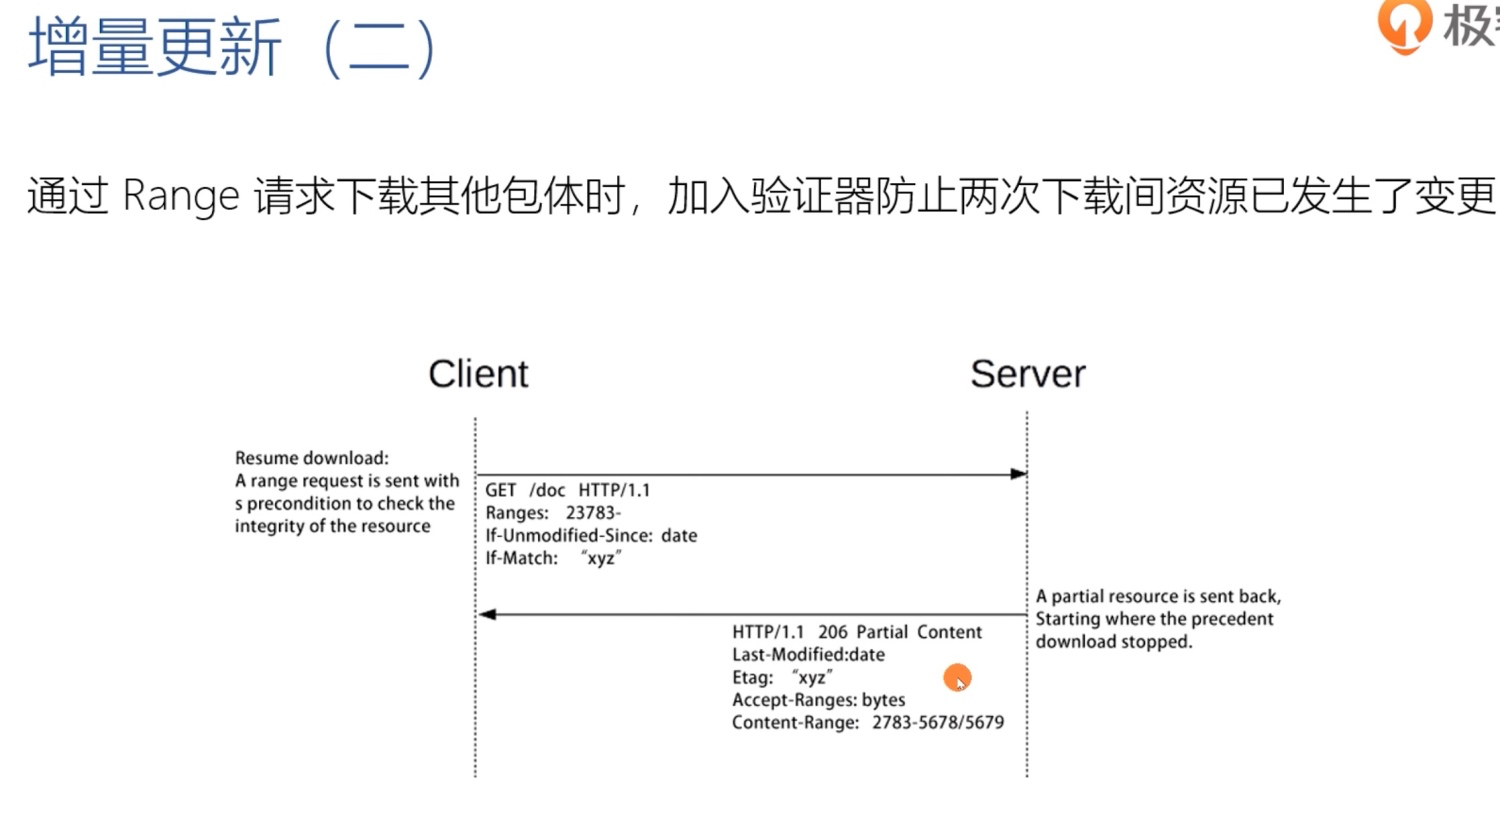 增量更新（二）
极
通过 Range 请求下载其他包体时，加入验证器防止两次下载间资源已发生了变更
Client
Server
Resume download:
A range request is sent with
s precondition to check the
integrity of the resource
GET /doc HTTP/1.1
Ranges: 23783-
If-Unmodified-Since: date
If-Match: “xyz”
A partial resource is sent back,
Starting where the precedent
download stopped.
HTTP/1.1 206 Partial Content
Last-Modified:date
Etag: “xyz”
Accept-Ranges: bytes
Content-Range: 2783-5678/5679